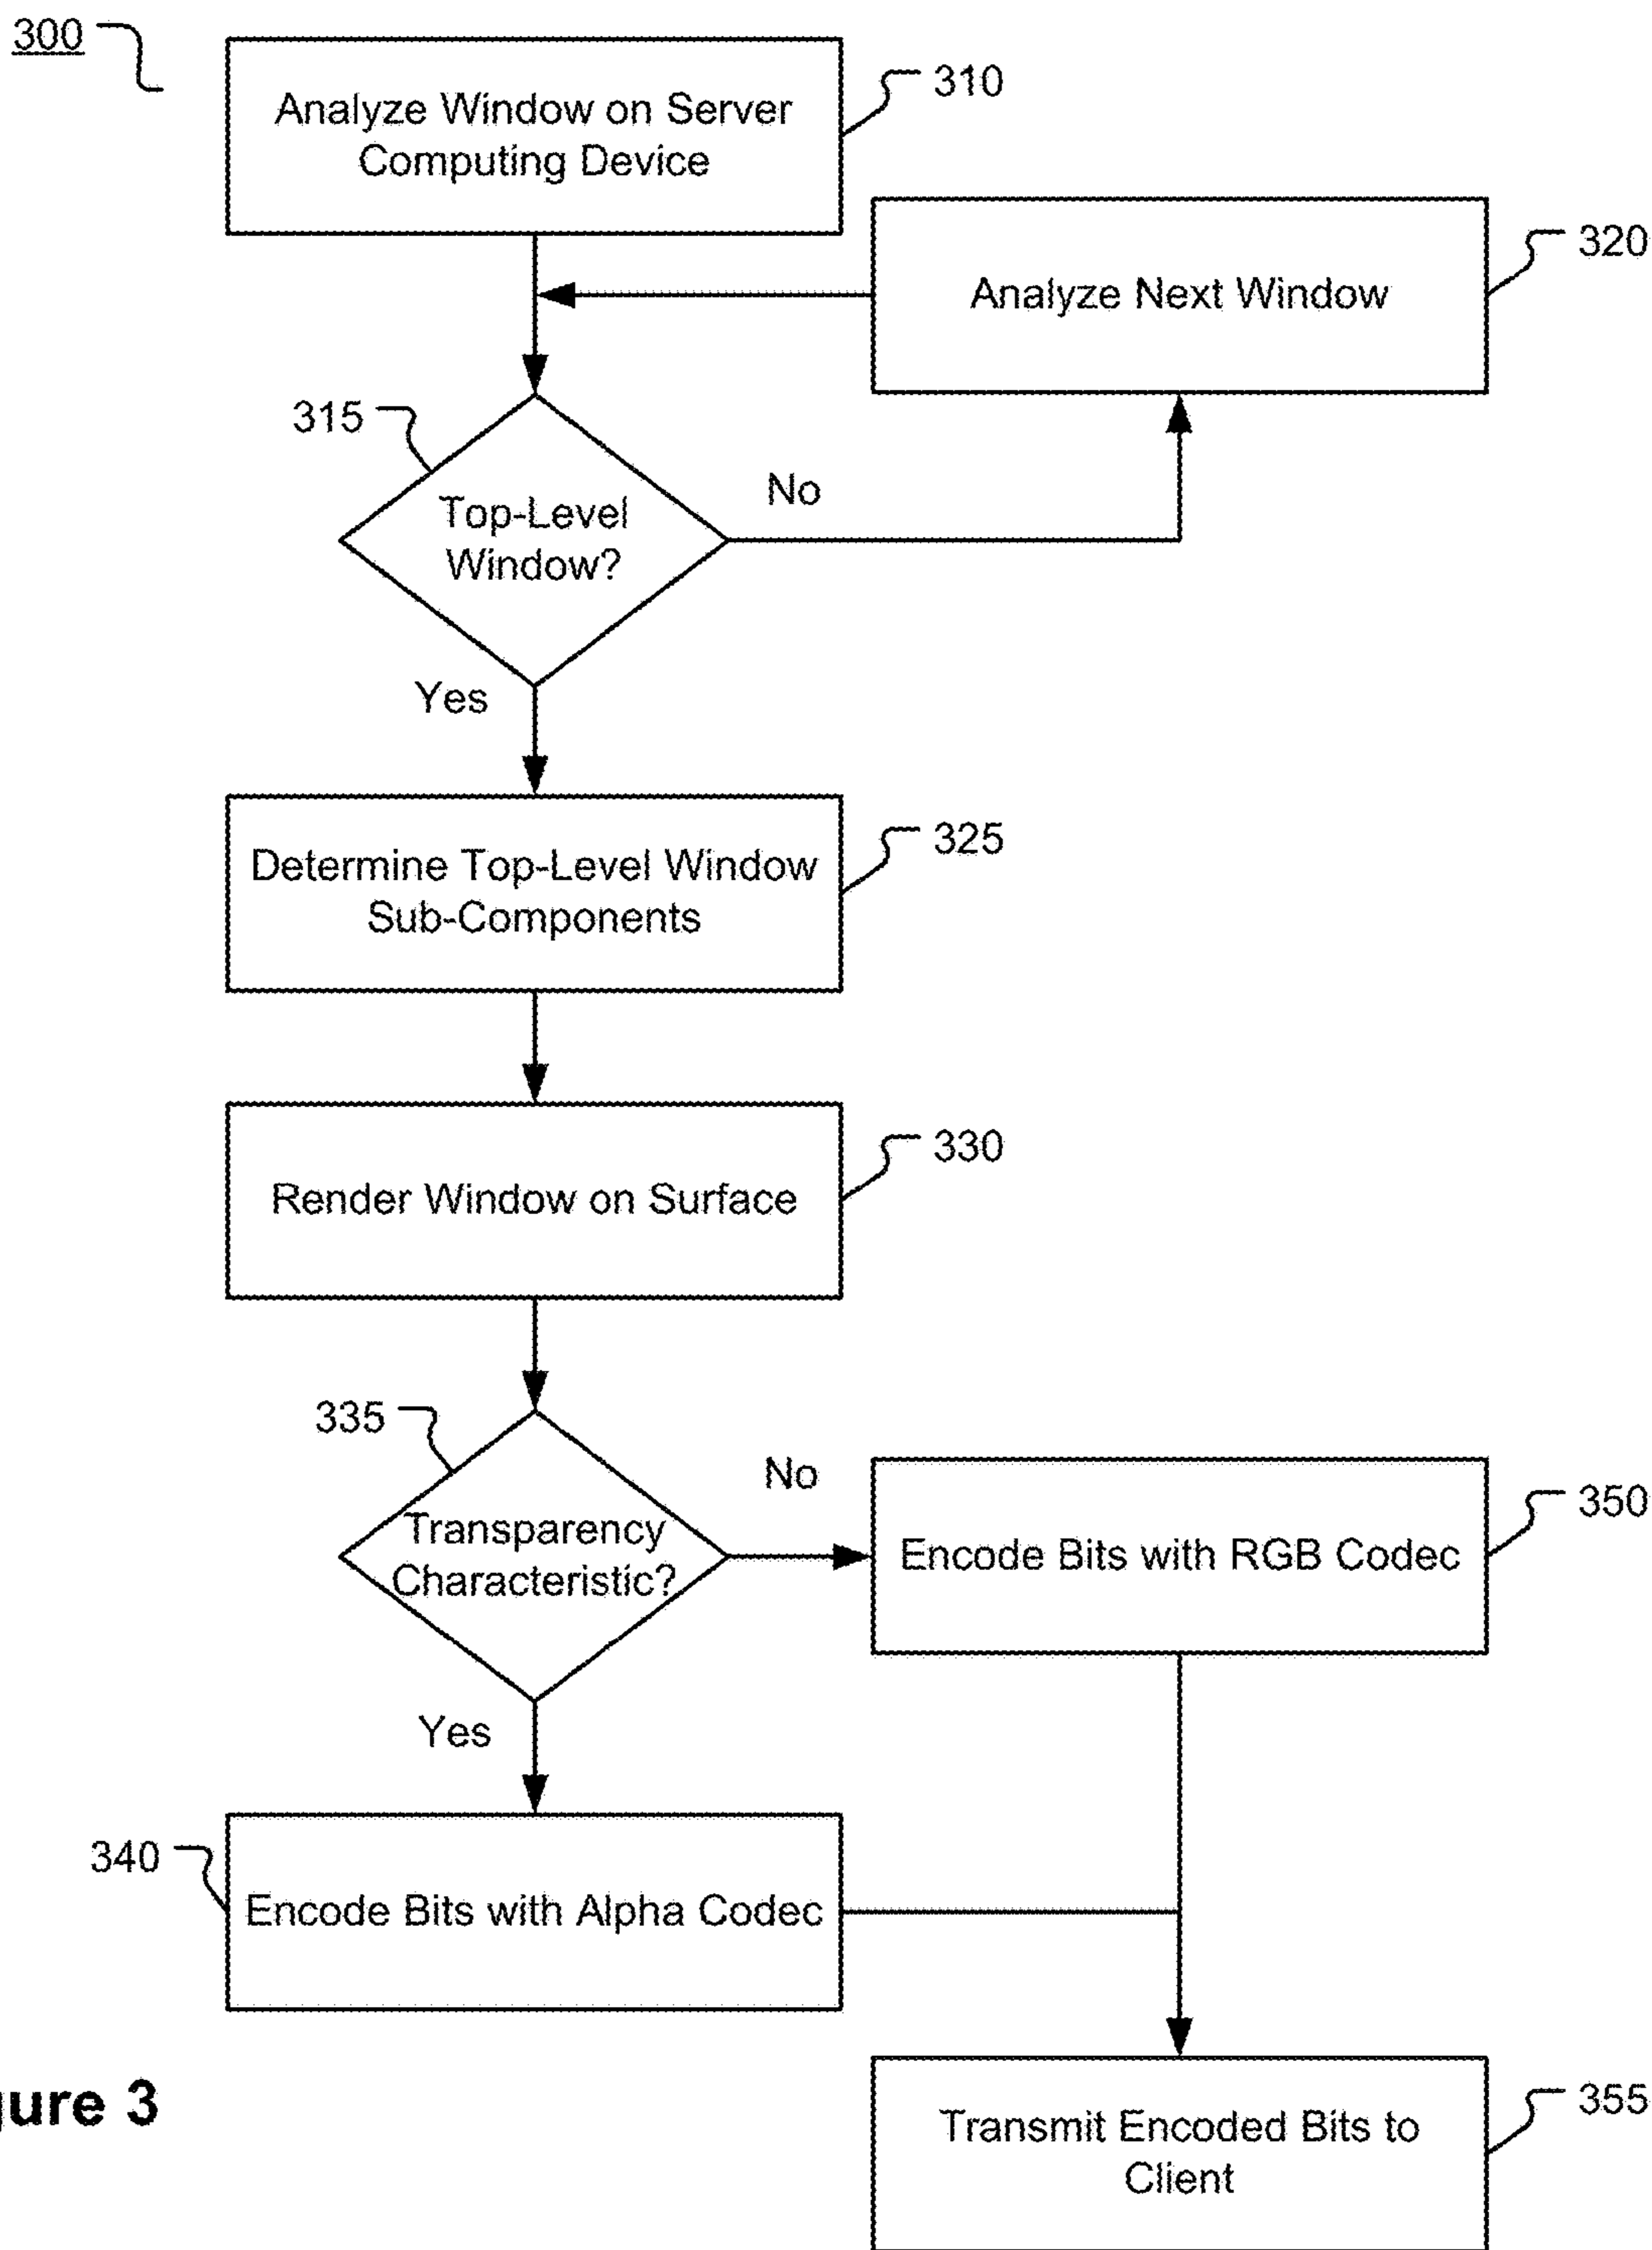 300
Analyze Window on Server
Computing Device
310
Analyze Next Window
320
315
Top-Level
Window?
No
Yes
Determine Top-Level Window
Sub-Components
325
Render Window on Surface
330
335
Transparency
Characteristic?
No
Encode Bits with RGB Codec
350
Yes
340
Encode Bits with Alpha Codec
Transmit Encoded Bits to
Client
355
gure 3